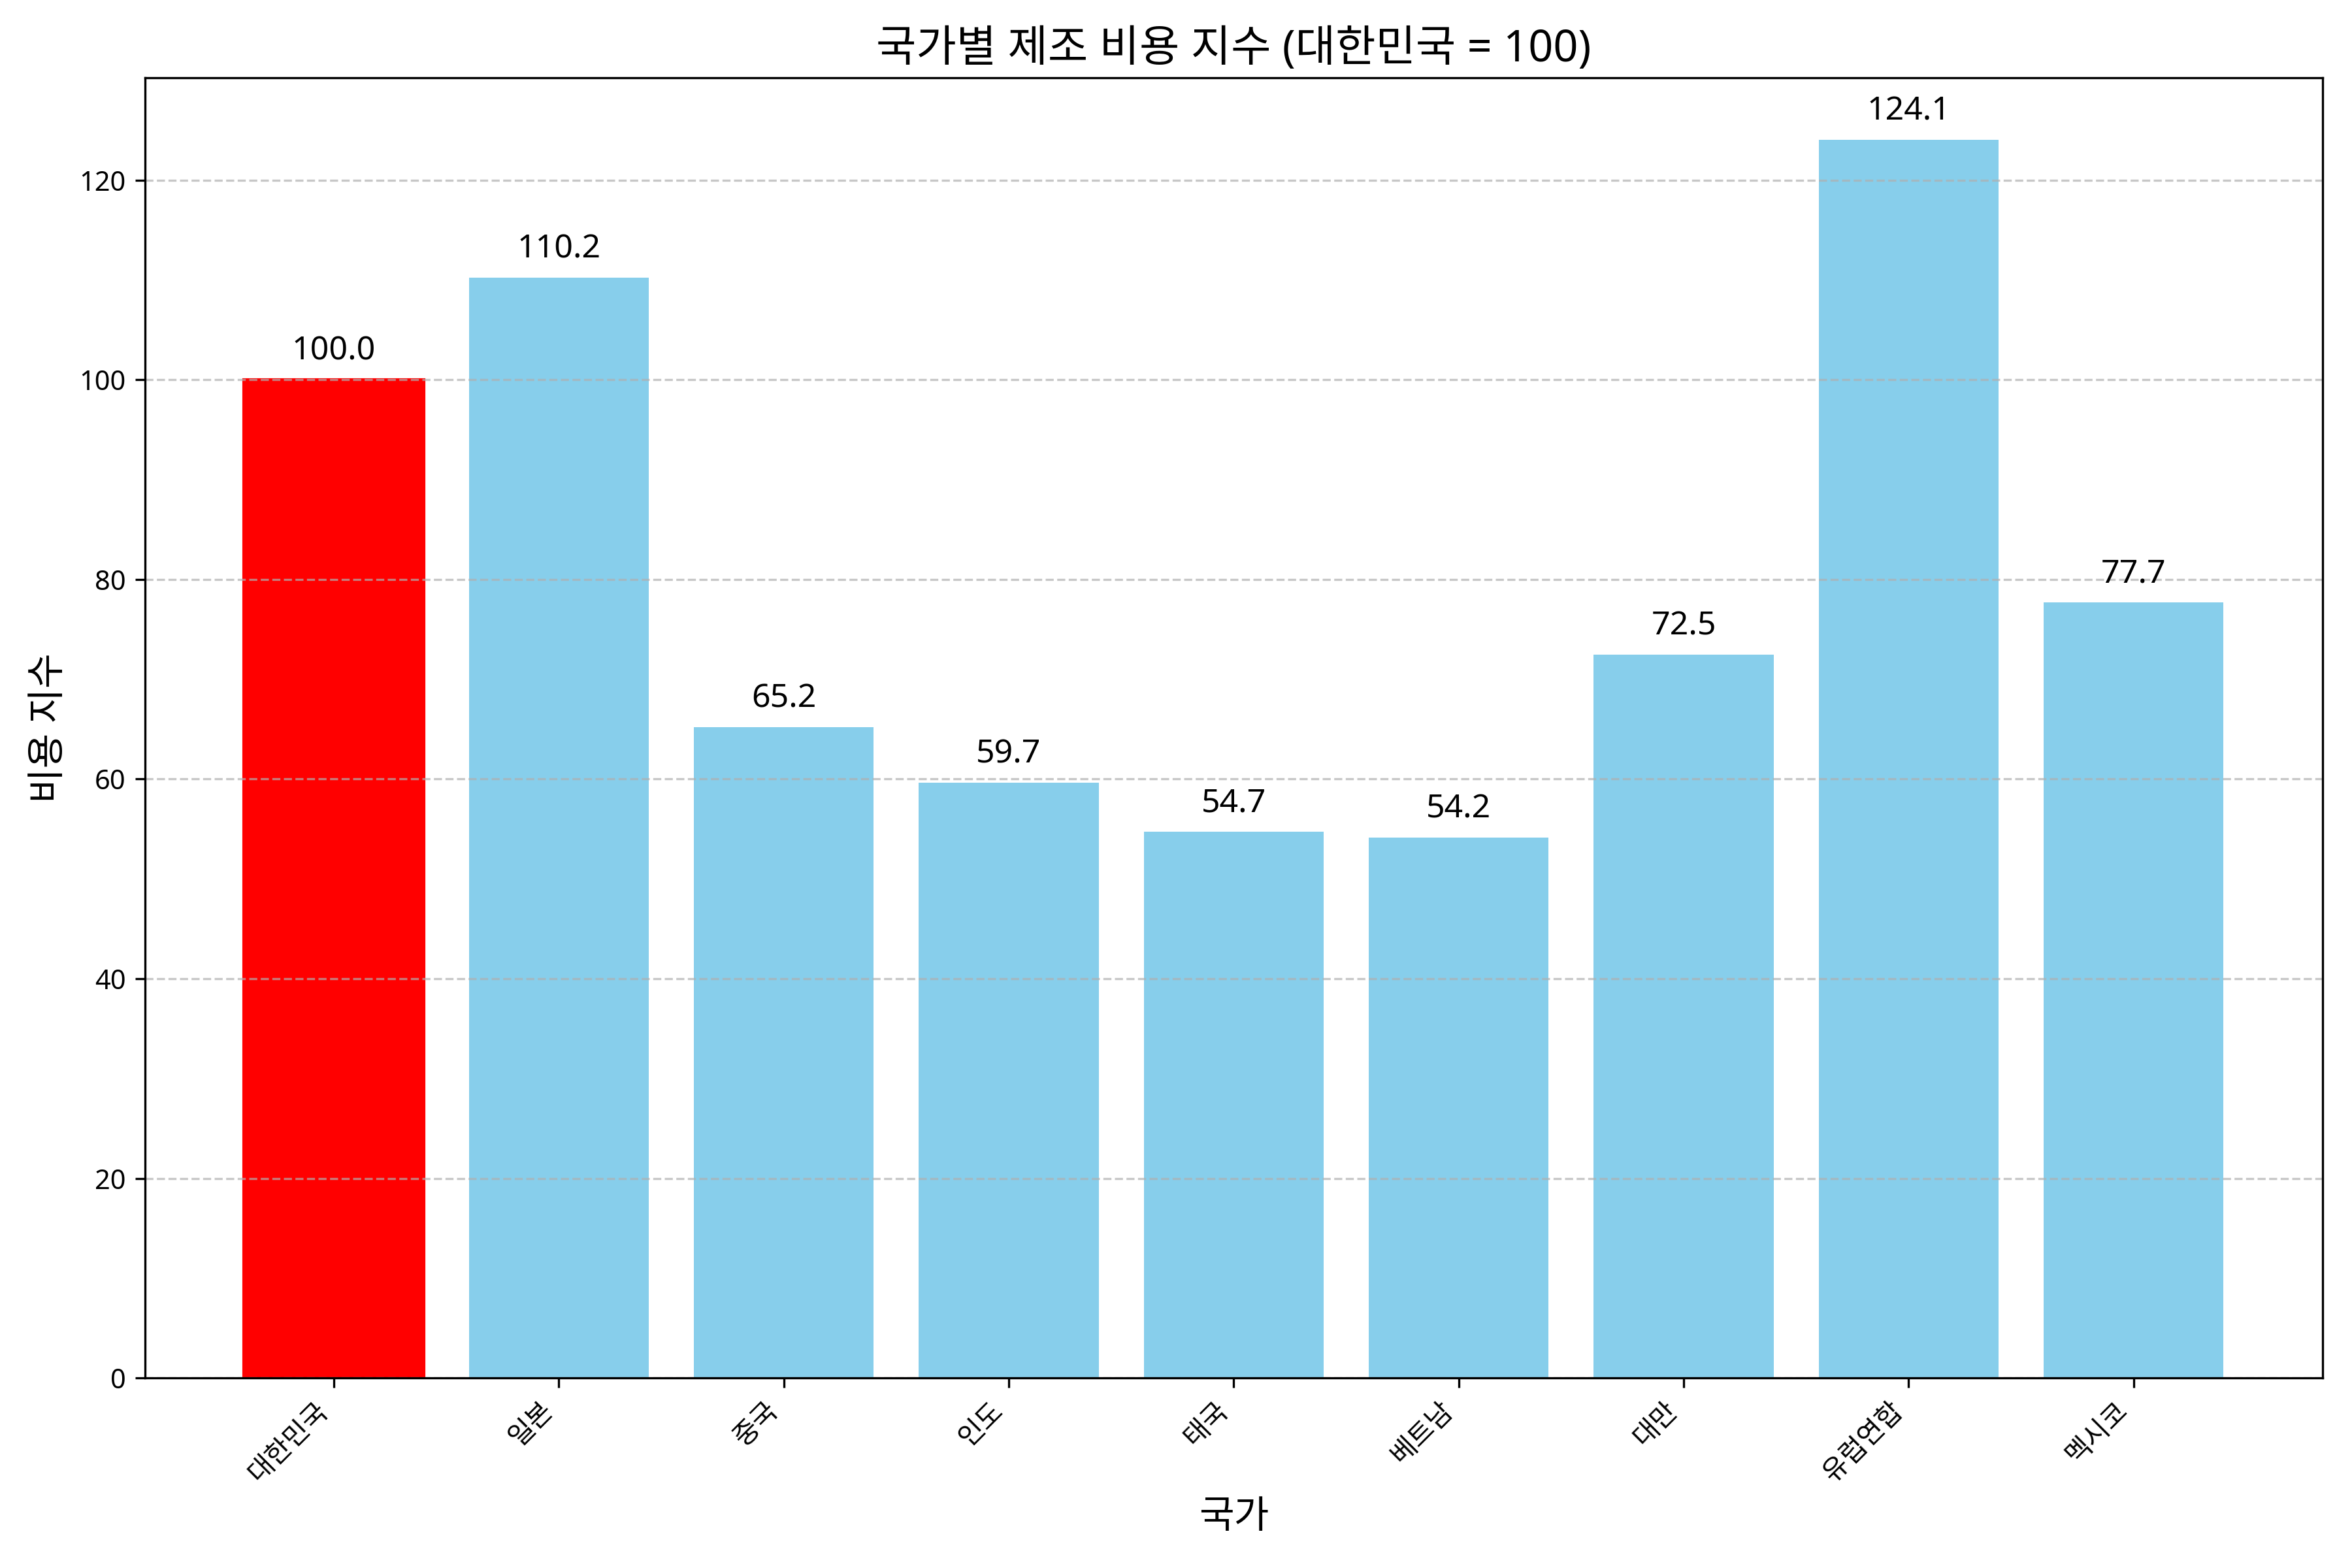 국가별 제조 비용 지수 (대한민국 = 100)
비용 지수
120
100
80
60
40
20
0
100.0
110.2
65.2
59.7
54.7
54.2
72.5
124.1
77.7
대한민국
일본
중국
인도
태국
베트남
대만
유럽연합
멕시코
국가